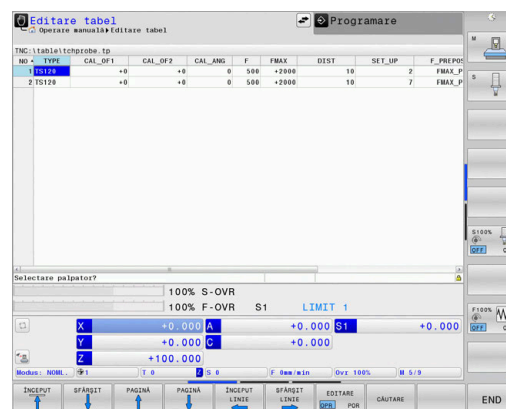 Editare tabel
Programare
Operare manuală Editare tabel
TNC:\table\tchprobe.tp
NO TYPE CAL_OF1 CAL_OF2 CAL_ANG F FMAX DIST SET_UP F_PREPOS
1 TS120 +0 +0 0 500 +2000 10 2 FMAX_P
2 TS120 +0 +0 0 500 +2000 10 7 FMAX_P
Selectare palpator?
100% S-OVR
100% F-OVR S1 LIMIT 1
X +0.000 A +0.000 S1 +0.000
Y +0.000 C +0.000
Z +100.000
Modus: NOML. 1 T 0 Z S 0 F 0mm/min Ovr 100% M 5/9
M
S
S100%
OFF
F100% W
OFF
ÎNCEPUT
SFÂRŞIT
PAGINĂ
PAGINĂ
ÎNCEPUT LINIE
SFÂRŞIT LINIE
EDITARE
OPR POR
CĂUTARE
END